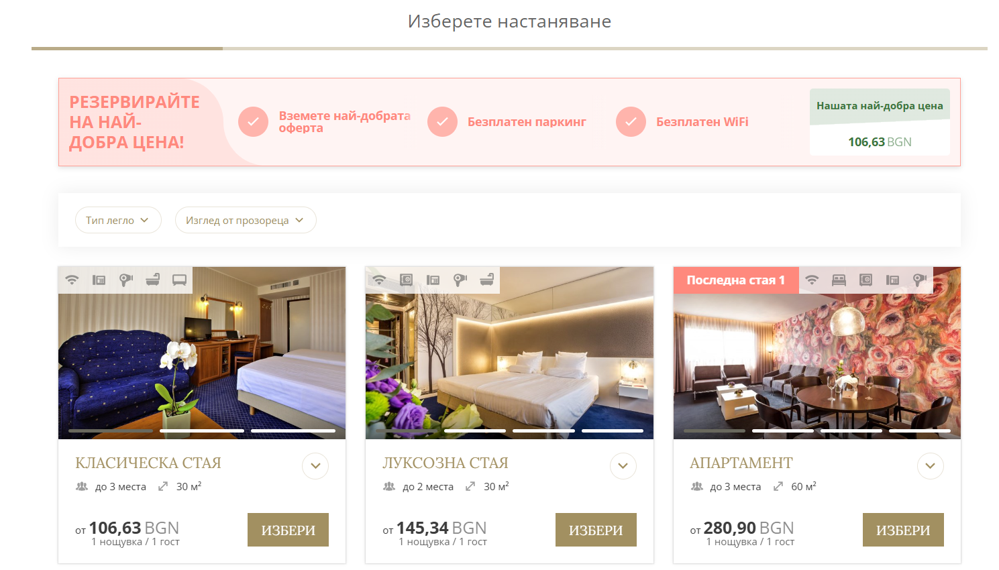 Изберете настаняване
РЕЗЕРВИРАЙТЕ
НА НАЙ-
ДОБРА ЦЕНА!
Вземете най-добрата
оферта
Безплатен паркинг
Безплатен WiFi
Нашата най-добра цена
106,63 BGN
Тип легло
Изглед от прозореца
КЛАСИЧЕСКА СТАЯ
до 3 места 30 м²
от 106,63 BGN
1 нощувка / 1 гост
ИЗБЕРИ
ЛУКСОЗНА СТАЯ
до 2 места 30 м²
от 145,34 BGN
1 нощувка / 1 гост
ИЗБЕРИ
Последна стая 1
АПАРТАМЕНТ
до 3 места 60 м²
от 280,90 BGN
1 нощувка / 1 гост
ИЗБЕРИ